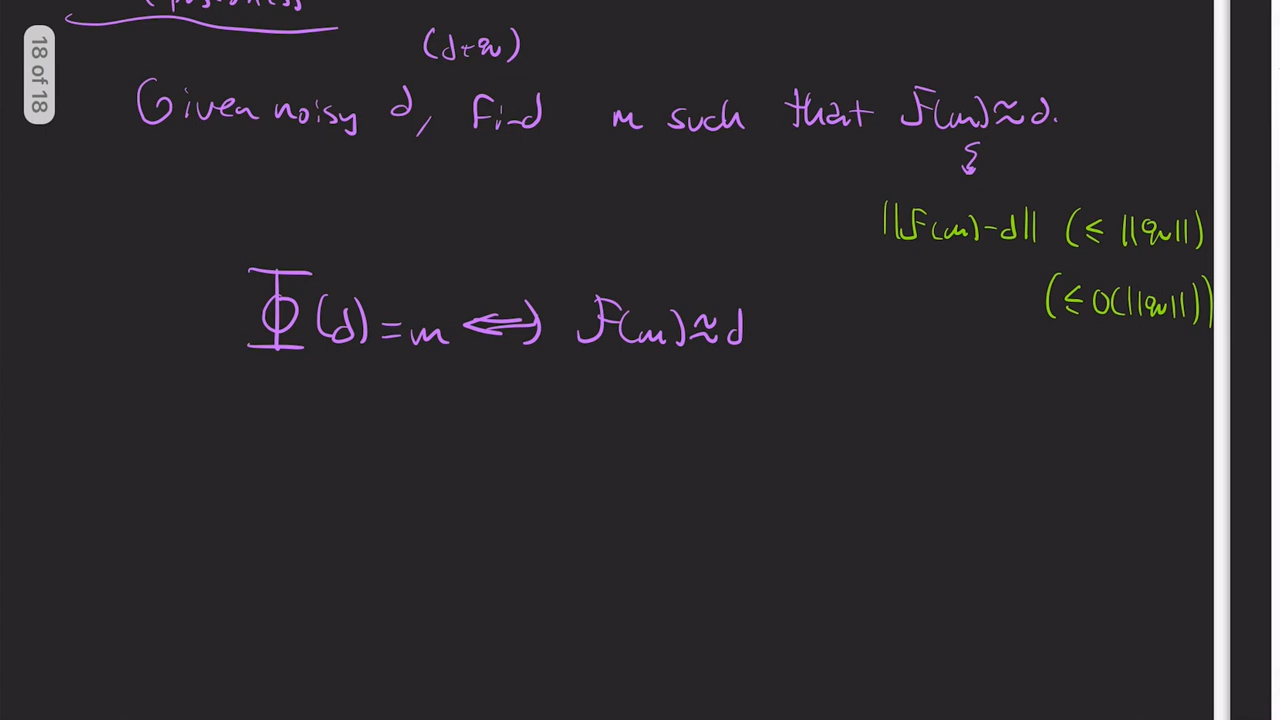 18 of 18
(d+η)
Given noisy d, Find m such that F(m)≈d.
||F(m)-d|| (≤ ||η||)
(≤ O(||η||))
Φ(d)=m ⟺ F(m)≈d